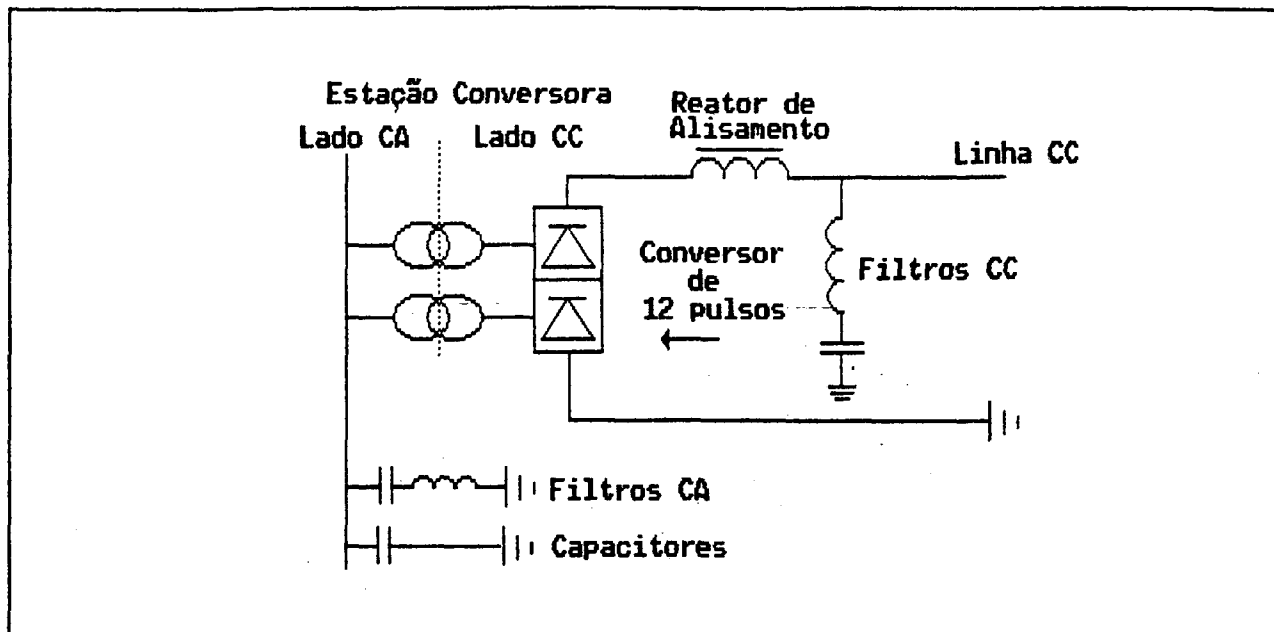 Estação Conversora
Lado CA
Lado CC
Reator de
Alisamento
Linha CC
Conversor
de
12 pulsos
Filtros CC
Filtros CA
Capacitores